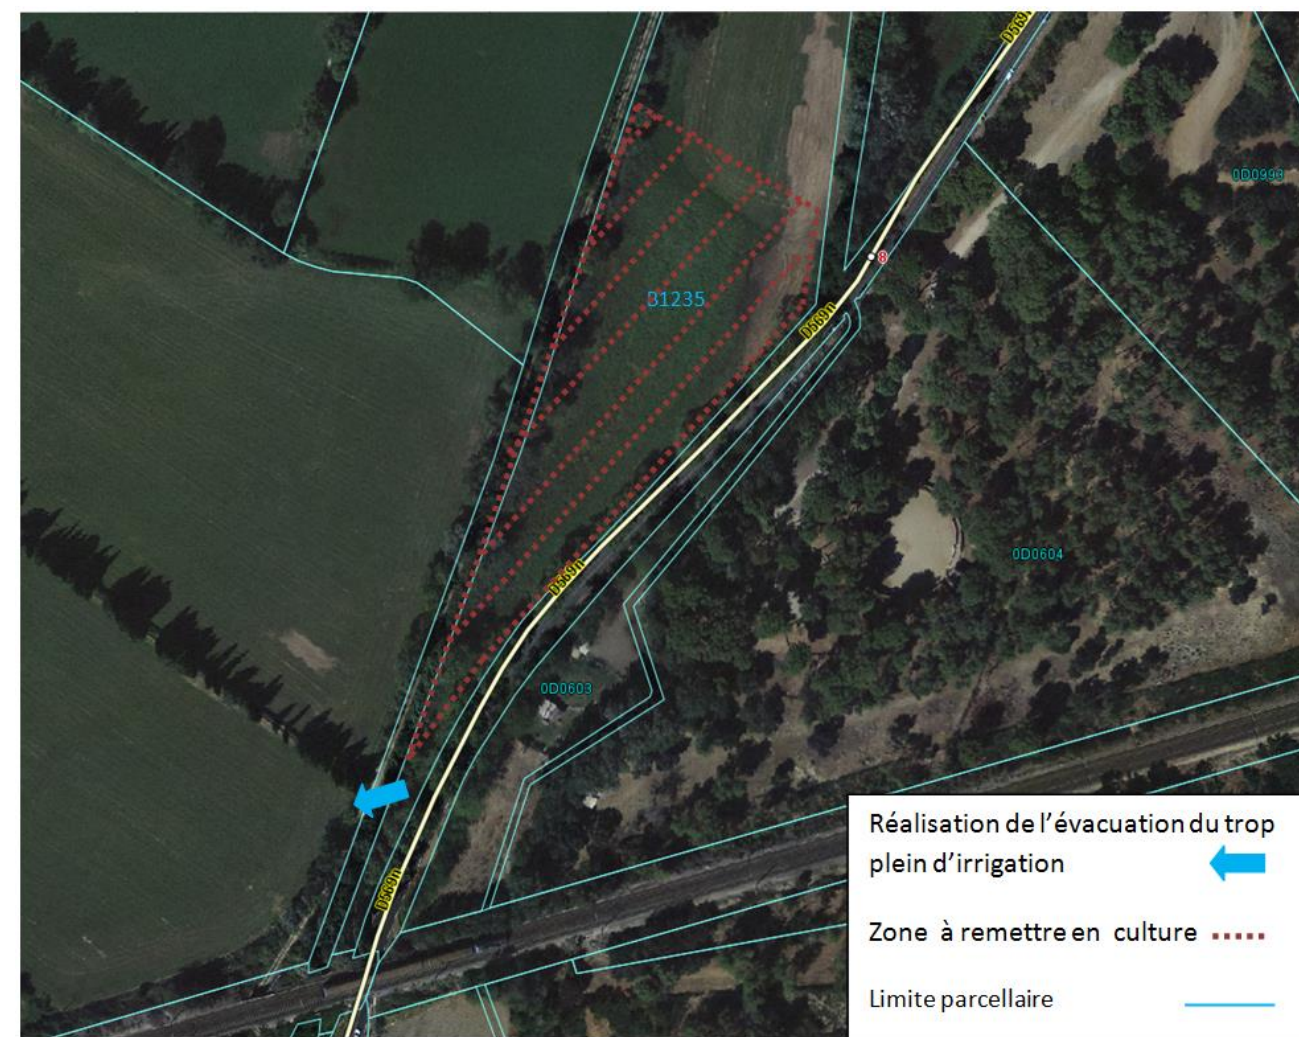 D569n
0D0993
8
31235
D569n
0D0604
D569n
0D0603
D569n
Réalisation de l'évacuation du trop
plein d'irrigation
Zone à remettre en culture
Limite parcellaire